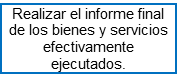 Realizar el informe final
de los bienes y servicios
efectivamente
ejecutados.